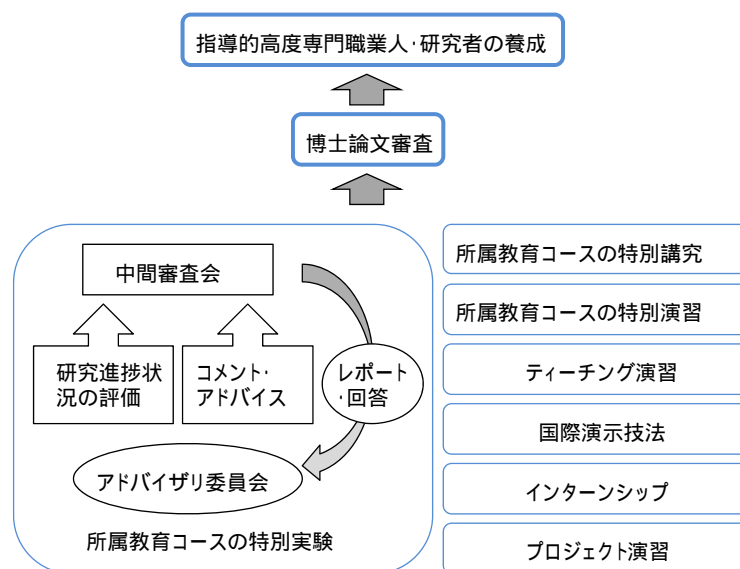 指導的高度専門職業人・研究者の養成
博士論文審査
中間審査会
研究進捗状
況の評価
コメント・
アドバイス
レポート
・回答
アドバイザリ委員会
所属教育コースの特別実験
所属教育コースの特別講究
所属教育コースの特別演習
ティーチング演習
国際演示技法
インターンシップ
プロジェクト演習